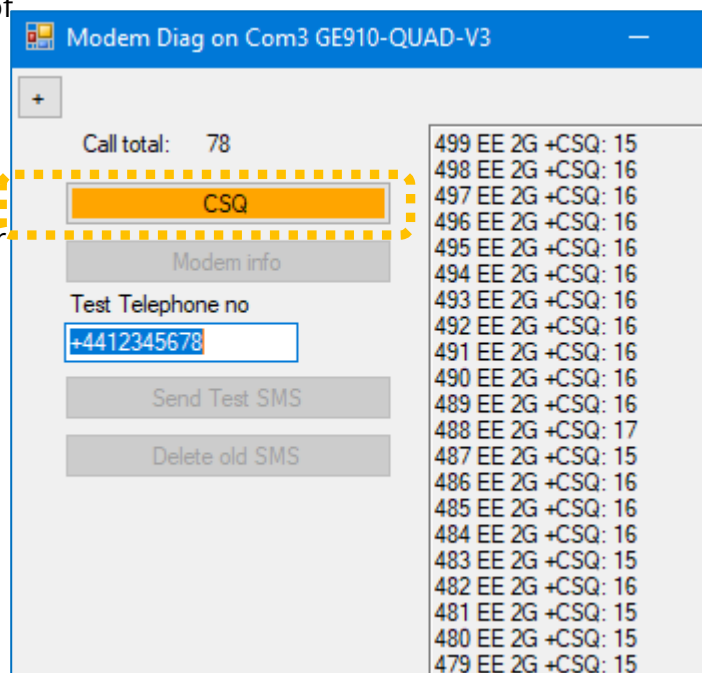 of
Modem Diag on Com3 GE910-QUAD-V3
+
Call total: 78
CSQ
r
Modem info
Test Telephone no
+4412345678
Send Test SMS
Delete old SMS
499 EE 2G +CSQ: 15
498 EE 2G +CSQ: 16
497 EE 2G +CSQ: 16
496 EE 2G +CSQ: 16
495 EE 2G +CSQ: 16
494 EE 2G +CSQ: 16
493 EE 2G +CSQ: 16
492 EE 2G +CSQ: 16
491 EE 2G +CSQ: 16
490 EE 2G +CSQ: 16
489 EE 2G +CSQ: 16
488 EE 2G +CSQ: 17
487 EE 2G +CSQ: 15
486 EE 2G +CSQ: 16
485 EE 2G +CSQ: 16
484 EE 2G +CSQ: 16
483 EE 2G +CSQ: 15
482 EE 2G +CSQ: 16
481 EE 2G +CSQ: 15
480 EE 2G +CSQ: 15
479 EE 2G +CSQ: 15